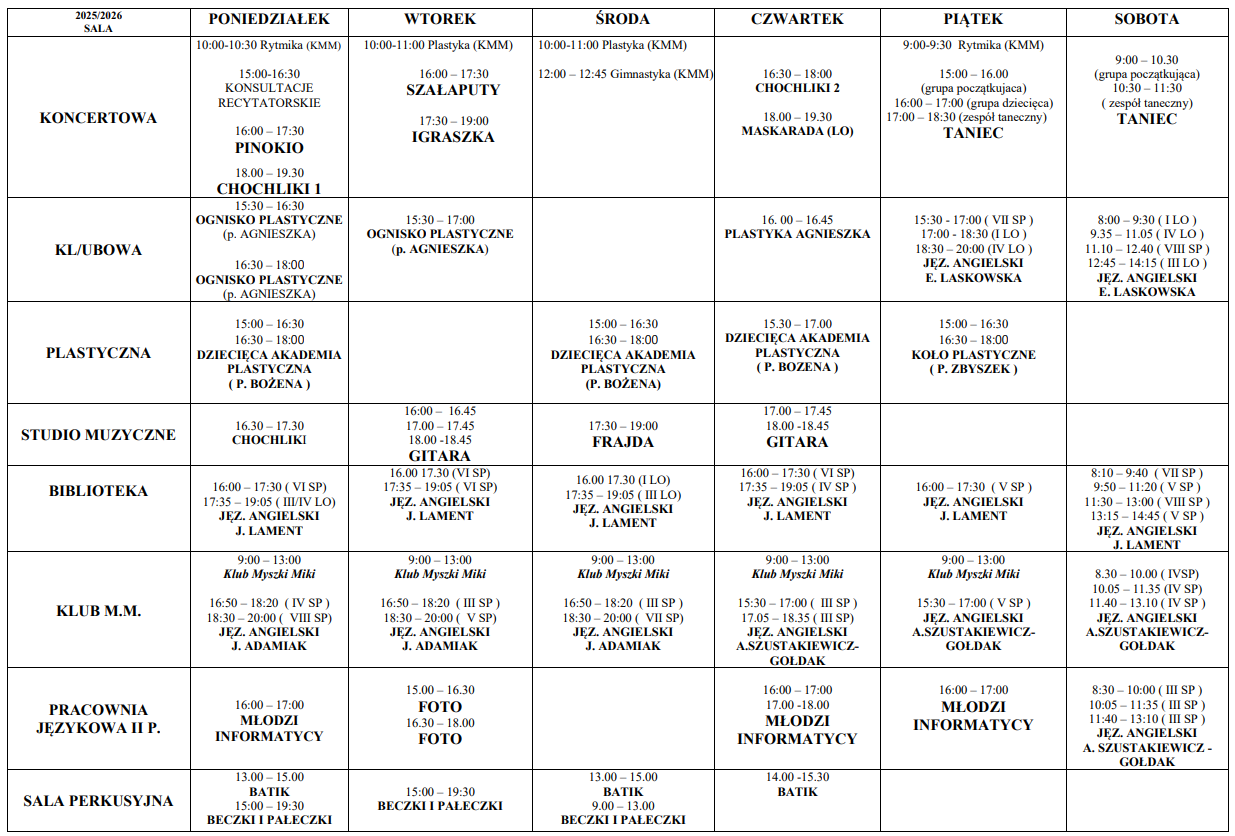 2025/2026
SALA
PONIEDZIAŁEK
WTOREK
ŚRODA
CZWARTEK
PIĄTEK
SOBOTA
KONCERTOWA
10:00-10:30 Rytmika (KMM)
15:00-16:30
KONSULTACJE
RECYTATORSKIE
16:00 – 17:30
PINOKIO
18.00 – 19.30
CHOCHLIKI 1
10:00-11:00 Plastyka (KMM)
16:00 – 17:30
SZAŁAPUTY
17:30 – 19:00
IGRASZKA
10:00-11:00 Plastyka (KMM)
12:00 – 12:45 Gimnastyka (KMM)
16:30 – 18:00
CHOCHLIKI 2
18.00 – 19.30
MASKARADA (LO)
9:00-9:30 Rytmika (KMM)
15:00 – 16.00
(grupa początkujaca)
16:00 – 17:00 (grupa dziecięca)
17:00 – 18:30 (zespół taneczny)
TANIEC
9:00 – 10.30
(grupa początkująca)
10:30 – 11:30
( zespół taneczny)
TANIEC
KL/UBOWA
15:30 – 16:30
OGNISKO PLASTYCZNE
(p. AGNIESZKA)
16:30 – 18:00
OGNISKO PLASTYCZNE
(p. AGNIESZKA)
15:30 – 17:00
OGNISKO PLASTYCZNE
(p. AGNIESZKA)
16. 00 – 16.45
PLASTYKA AGNIESZKA
15:30 - 17:00 ( VII SP )
17:00 - 18:30 (I LO )
18:30 – 20:00 (IV LO )
JĘZ. ANGIELSKI
E. LASKOWSKA
8:00 – 9:30 ( I LO )
9.35 – 11.05 ( IV LO )
11.10 – 12.40 ( VIII SP )
12:45 – 14:15 ( III LO )
JĘZ. ANGIELSKI
E. LASKOWSKA
PLASTYCZNA
15:00 – 16:30
16:30 – 18:00
DZIECIĘCA AKADEMIA
PLASTYCZNA
( P. BOŻENA )
15:00 – 16:30
16:30 – 18:00
DZIECIĘCA AKADEMIA
PLASTYCZNA
(P. BOŻENA)
15.30 – 17.00
DZIECIĘCA AKADEMIA
PLASTYCZNA
( P. BOZENA )
15:00 – 16:30
16:30 – 18:00
KOŁO PLASTYCZNE
( P. ZBYSZEK )
STUDIO MUZYCZNE
16.30 – 17.30
CHOCHLIKI
16:00 – 16.45
17.00 – 17.45
18.00 -18.45
GITARA
17:30 – 19:00
FRAJDA
17.00 – 17.45
18.00 -18.45
GITARA
BIBLIOTEKA
16:00 – 17:30 ( VI SP)
17:35 – 19:05 ( III/IV LO)
JĘZ. ANGIELSKI
J. LAMENT
16.00 17.30 (VI SP)
17:35 – 19:05 (VI SP)
JĘZ. ANGIELSKI
J. LAMENT
16.00 17.30 (I LO)
17:35 – 19:05 ( III LO)
JĘZ. ANGIELSKI
J. LAMENT
16:00 – 17:30 ( VI SP)
17:35 – 19:05 ( IV SP )
JĘZ. ANGIELSKI
J. LAMENT
16:00 – 17:30 ( V SP )
JĘZ. ANGIELSKI
J. LAMENT
8:10 – 9:40 ( VII SP )
9:50 – 11:20 ( V SP )
11:30 – 13:00 ( VIII SP )
13:15 – 14:45 ( V SP )
JĘZ. ANGIELSKI
J. LAMENT
KLUB M.M.
9:00 – 13:00
Klub Myszki Miki
16:50 – 18:20 ( IV SP )
18:30 – 20:00 ( VIII SP)
JĘZ. ANGIELSKI
J. ADAMIAK
9:00 – 13:00
Klub Myszki Miki
16:50 – 18:20 ( III SP )
18:30 – 20:00 ( V SP)
JĘZ. ANGIELSKI
J. ADAMIAK
9:00 – 13:00
Klub Myszki Miki
16:50 – 18:20 ( III SP )
18:30 – 20:00 ( VII SP)
JĘZ. ANGIELSKI
J. ADAMIAK
9:00 – 13:00
Klub Myszki Miki
15:30 – 17:00 ( III SP )
17.05 – 18.35 ( III SP)
JĘZ. ANGIELSKI
A.SZUSTAKIEWICZ-
GOŁDAK
9:00 – 13:00
Klub Myszki Miki
15:30 – 17:00 ( V SP )
JĘZ. ANGIELSKI
A.SZUSTAKIEWICZ-
GOŁDAK
8.30 – 10.00 ( IVSP)
10.05 – 11.35 (IV SP)
11.40 – 13.10 ( IV SP )
JĘZ. ANGIELSKI
A.SZUSTAKIEWICZ-
GOŁDAK
PRACOWNIA
JĘZYKOWA II P.
16:00 – 17:00
MŁODZI
INFORMATYCY
15.00 – 16.30
FOTO
16.30 – 18.00
FOTO
16:00 – 17:00
17.00 -18.00
MŁODZI
INFORMATYCY
16:00 – 17:00
MŁODZI
INFORMATYCY
8:30 – 10:00 ( III SP )
10:05 – 11:35 ( III SP )
11:40 – 13:10 ( III SP )
JĘZ. ANGIELSKI
A. SZUSTAKIEWICZ -
GOŁDAK
SALA PERKUSYJNA
13.00 – 15.00
BATIK
15:00 – 19:30
BECZKI I PAŁECZKI
15:00 – 19:30
BECZKI I PAŁECZKI
13.00 – 15.00
BATIK
9.00 – 13.00
BECZKI I PAŁECZKI
14.00 -15.30
BATIK